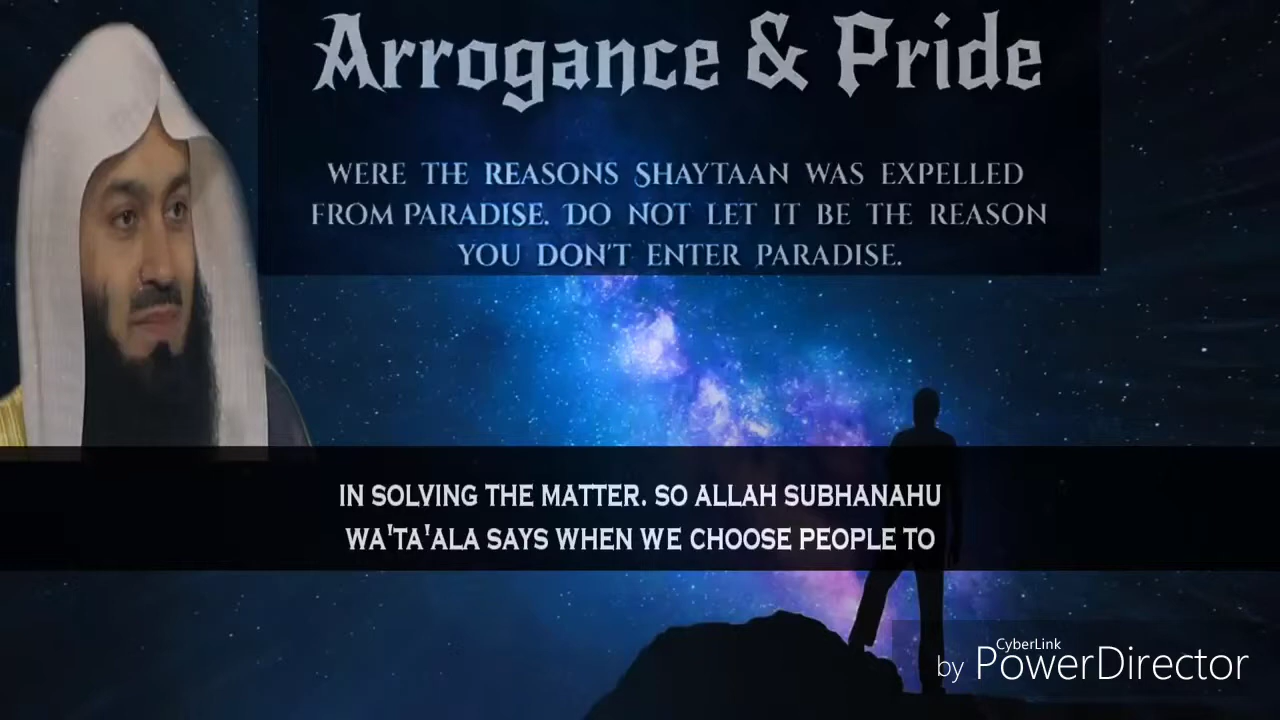 Arrogance & Pride
WERE THE REASONS SHAYTAAN WAS EXPELLED
FROM PARADISE. DO NOT LET IT BE THE REASON
YOU DON'T ENTER PARADISE.
IN SOLVING THE MATTER. SO ALLAH SUBHANAHU
WA'TA'ALA SAYS WHEN WE CHOOSE PEOPLE TO
CyberLink
by PowerDirector